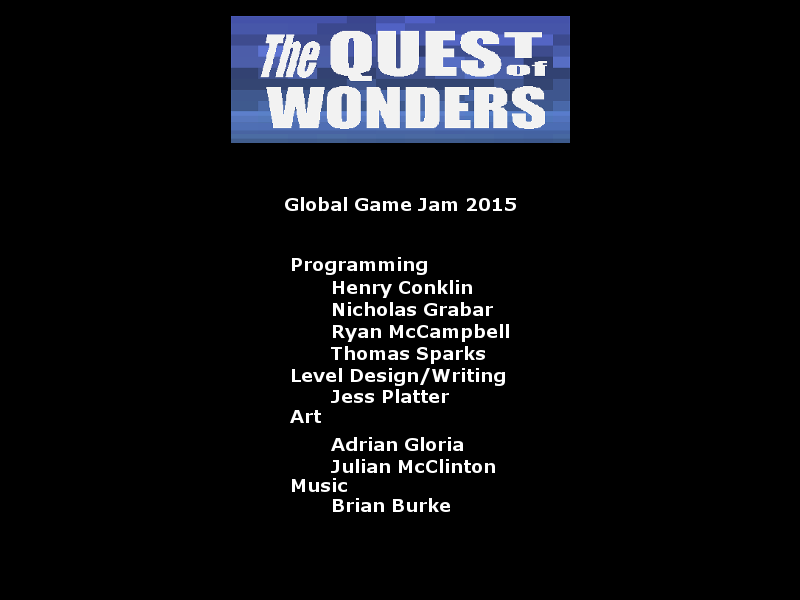 The QUEST of
WONDERS
Global Game Jam 2015
Programming
Henry Conklin
Nicholas Grabar
Ryan McCampbell
Thomas Sparks
Level Design/Writing
Jess Platter
Art
Adrian Gloria
Julian McClinton
Music
Brian Burke